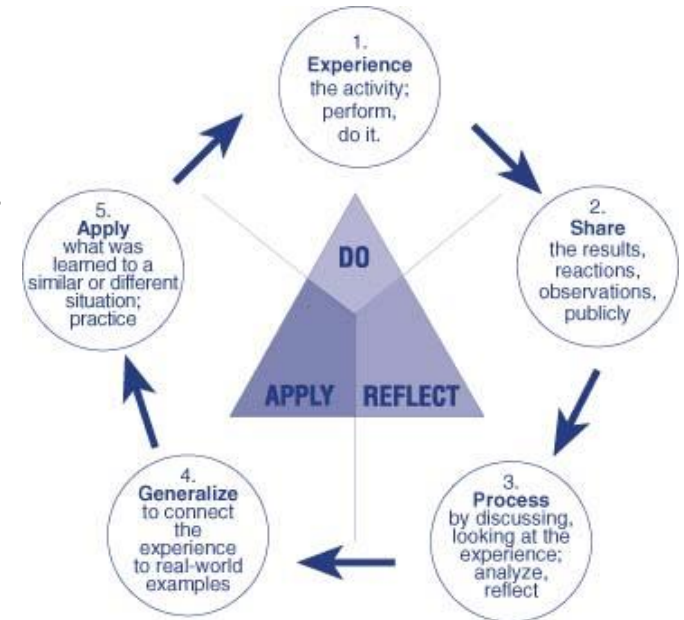 1.
Experience
the activity;
perform,
do it.
2.
Share
the results,
reactions,
observations,
publicly
3.
Process
by discussing,
looking at the
experience;
analyze,
reflect
4.
Generalize
to connect
the
experience
to real-world
examples
5.
Apply
what was
learned to a
similar or different
situation;
practice
DO
APPLY REFLECT